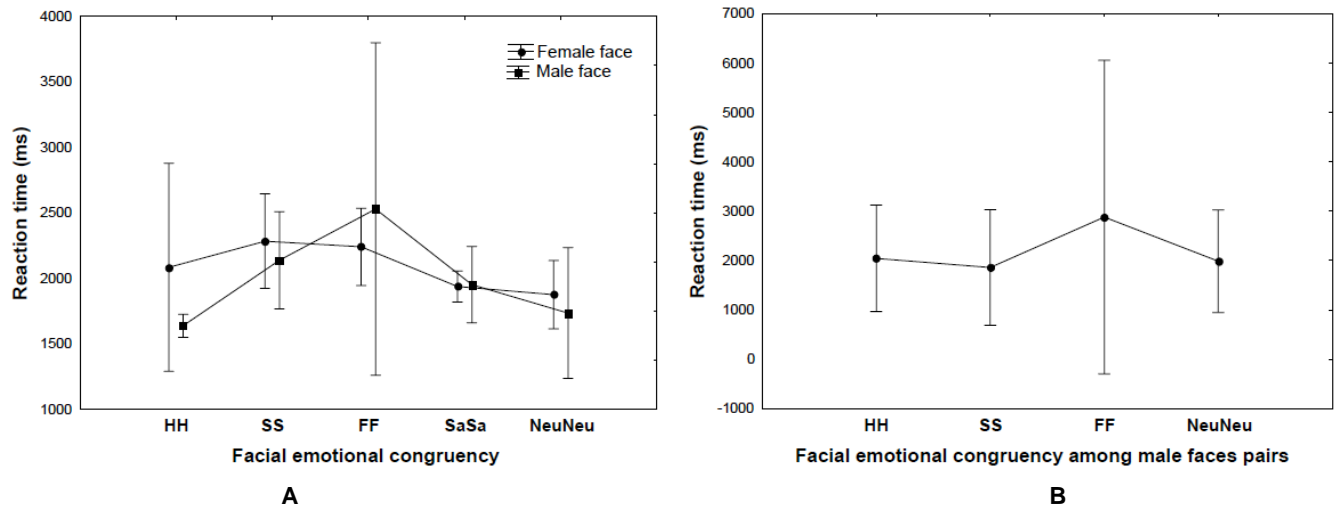 4000
3500
3000
2500
2000
1500
1000
Reaction time (ms)
Female face
Male face
HH SS FF SaSa NeuNeu
Facial emotional congruency
A
7000
6000
5000
4000
3000
2000
1000
0
-1000
Reaction time (ms)
HH SS FF NeuNeu
Facial emotional congruency among male faces pairs
B